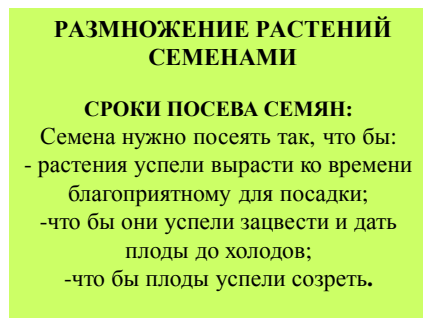 РАЗМНОЖЕНИЕ РАСТЕНИЙ
СЕМЕНАМИ
СРОКИ ПОСЕВА СЕМЯН:
Семена нужно посеять так, что бы:
- растения успели вырасти ко времени
благоприятному для посадки;
-что бы они успели зацвести и дать
плоды до холодов;
-что бы плоды успели созреть.